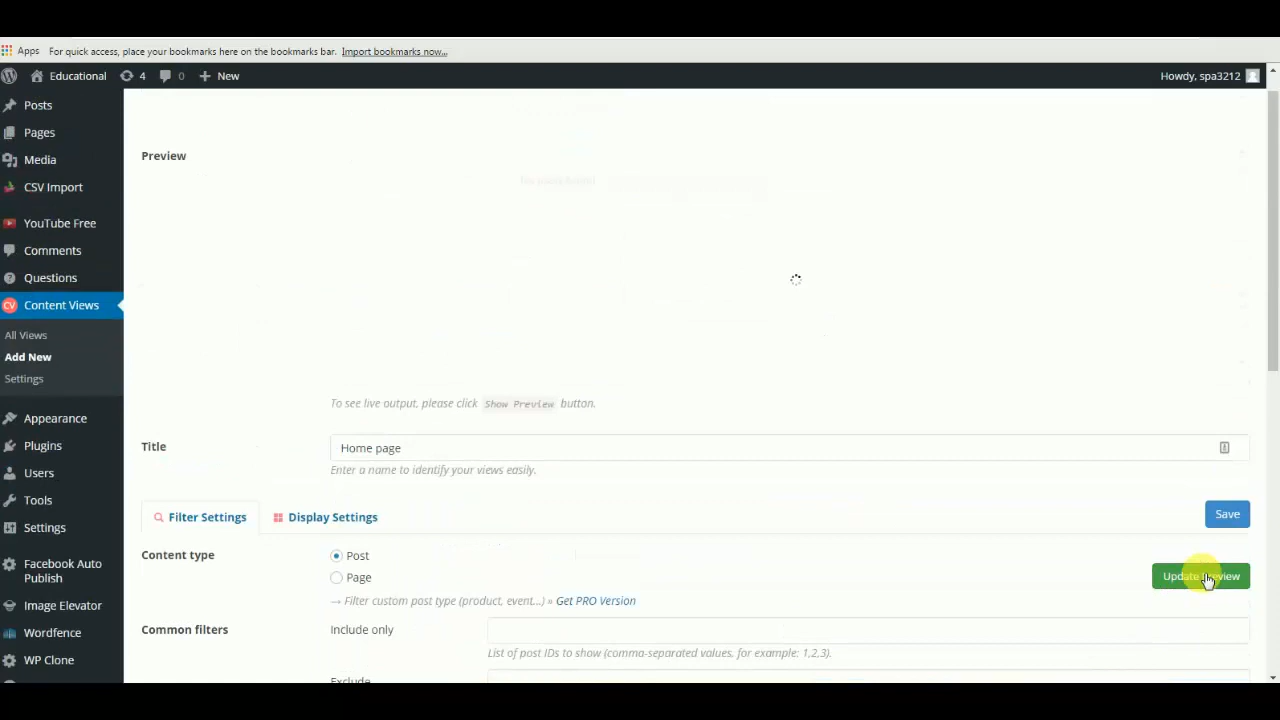 Apps For quick access, place your bookmarks here on the bookmarks bar. Import bookmarks now...
Educational 4 0 New Howdy, spa3212
Posts
Pages
Media
CSV Import
YouTube Free
Comments
Questions
CV Content Views
All Views
Add New
Settings
Appearance
Plugins
Users
Tools
Settings
Facebook Auto
Publish
Image Elevator
Wordfence
WP Clone
Preview
To see live output, please click Show Preview button.
Title Home page
Enter a name to identify your views easily.
Filter Settings Display Settings Save
Content type Post
Page
Update Preview
→ Filter custom post type (product, event...) » Get PRO Version
Common filters Include only
List of post IDs to show (comma-separated values, for example: 1,2,3).
Exclude